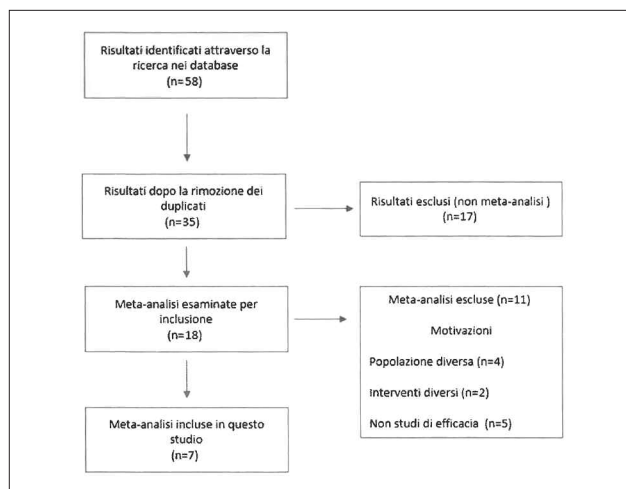 Risultati identificati attraverso la
ricerca nei database
(n=58)
Risultati dopo la rimozione dei
duplicati
(n=35)
Risultati esclusi (non meta-analisi )
(n=17)
Meta-analisi esaminate per
inclusione
(n=18)
Meta-analisi escluse (n=11)
Motivazioni
Popolazione diversa (n=4)
Interventi diversi (n=2)
Non studi di efficacia (n=5)
Meta-analisi incluse in questo
studio
(n=7)